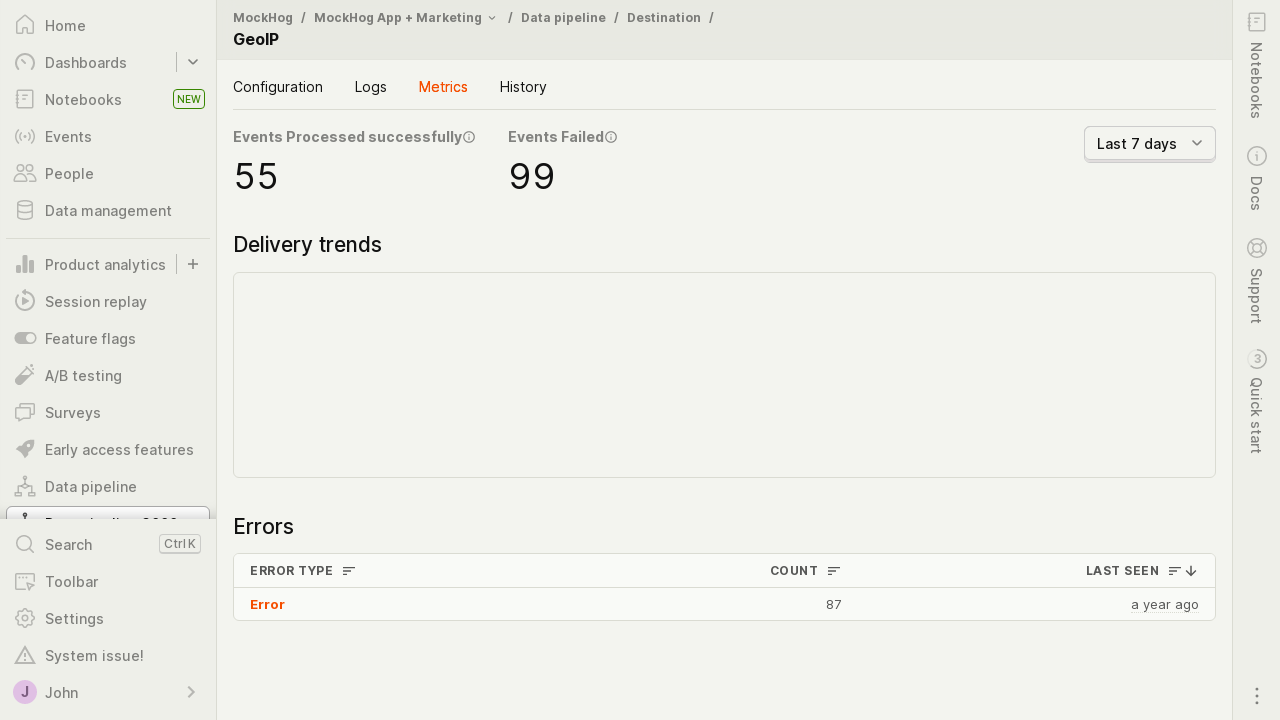 Home
Dashboards
Notebooks NEW
Events
People
Data management
Product analytics
Session replay
Feature flags
A/B testing
Surveys
Early access features
Data pipeline
Search Ctrl K
Toolbar
Settings
System issue!
J John
MockHog / MockHog App + Marketing / Data pipeline / Destination /
GeoIP
Configuration Logs Metrics History
Events Processed successfully Events Failed
55 99
Last 7 days
Delivery trends
Errors
ERROR TYPE COUNT LAST SEEN
Error 87 a year ago
Notebooks
Docs
Support
3 Quick start